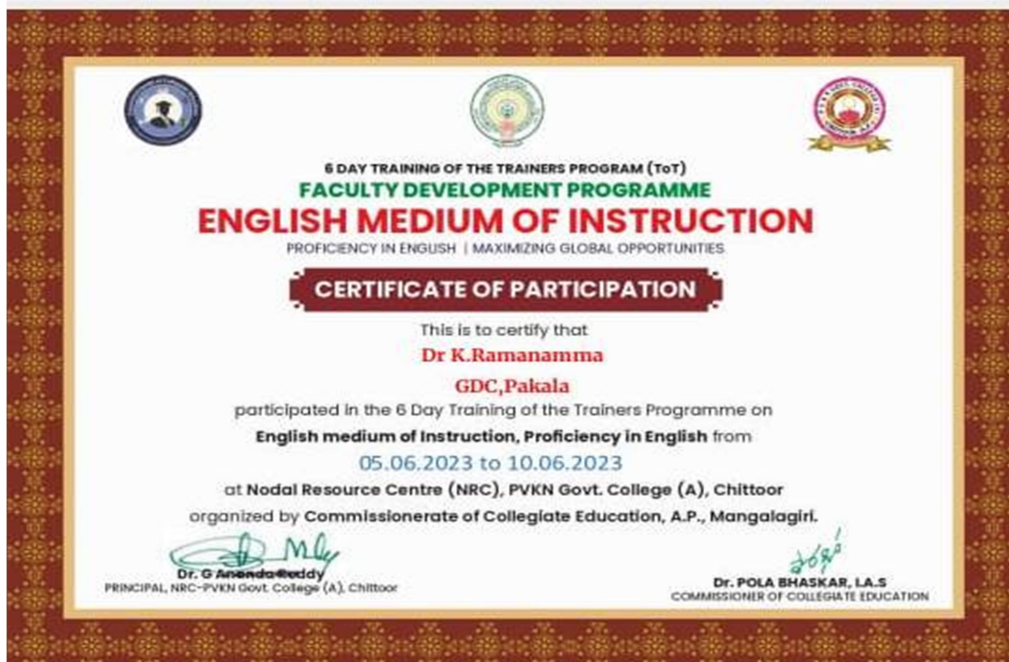 6 DAY TRAINING OF THE TRAINERS PROGRAM (ToT)
FACULTY DEVELOPMENT PROGRAMME
ENGLISH MEDIUM OF INSTRUCTION
PROFICIENCY IN ENGLISH | MAXIMIZING GLOBAL OPPORTUNITIES
CERTIFICATE OF PARTICIPATION
This is to certify that
Dr K.Ramanamma
GDC,Pakala
participated in the 6 Day Training of the Trainers Programme on
English medium of Instruction, Proficiency in English from
05.06.2023 to 10.06.2023
at Nodal Resource Centre (NRC), PVKN Govt. College (A), Chittoor
organized by Commissionerate of Collegiate Education, A.P., Mangalagiri.
Dr. G Ananda Reddy
PRINCIPAL, NRC-PVKN Govt. College (A), Chittoor
Dr. POLA BHASKAR, I.A.S
COMMISSIONER OF COLLEGIATE EDUCATION